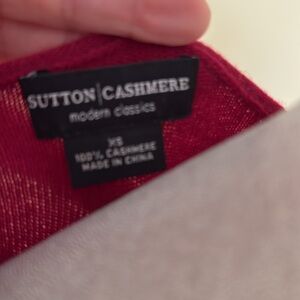 SUTTON|CASHMERE
modern classics
XS
100% CASHMERE
MADE IN CHINA